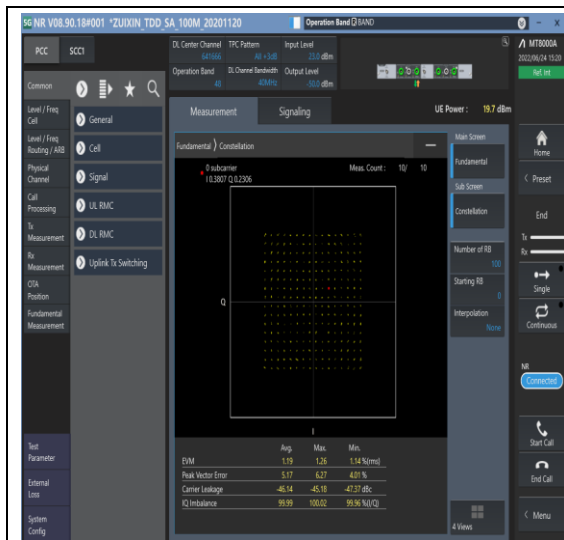 5G NR V08.90.18#001 *ZUIXIN_TDD_SA_100M_20201120
Operation Band BAND
PCC
SCC1
DL Center Channel
641666
TPC Pattern
All +3dB
Input Level
23.0 dBm
Operation Band
48
DL Channel Bandwidth
40MHz
Output Level
-50.0 dBm
MT8000A
2022/06/24 15:20
Ref. Int
Common
Level / Freq
Cell
Level / Freq
Routing / ARB
Physical
Channel
Call
Processing
Tx
Measurement
Rx
Measurement
OTA
Position
Fundamental
Measurement
Test
Parameter
External
Loss
System
Config
General
Cell
Signal
UL RMC
DL RMC
Uplink Tx Switching
Measurement
Signaling
UE Power : 19.7 dBm
Fundamental Constellation
0 subcarrier
I 0.3807 Q 0.2306
Meas. Count : 10/ 10
Q
I
Avg. Max. Min.
EVM 1.19 1.26 1.14 %(rms)
Peak Vector Error 5.17 6.27 4.01 %
Carrier Leakage -46.14 -45.18 -47.37 dBc
IQ Imbalance 99.99 100.02 99.96 %(I/Q)
Main Screen
Fundamental
Sub Screen
Constellation
Number of RB
100
Starting RB
0
Interpolation
None
4 Views
Home
Preset
End
Tx
Rx
Single
Continuous
NR
Connected
Start Call
End Call
Menu